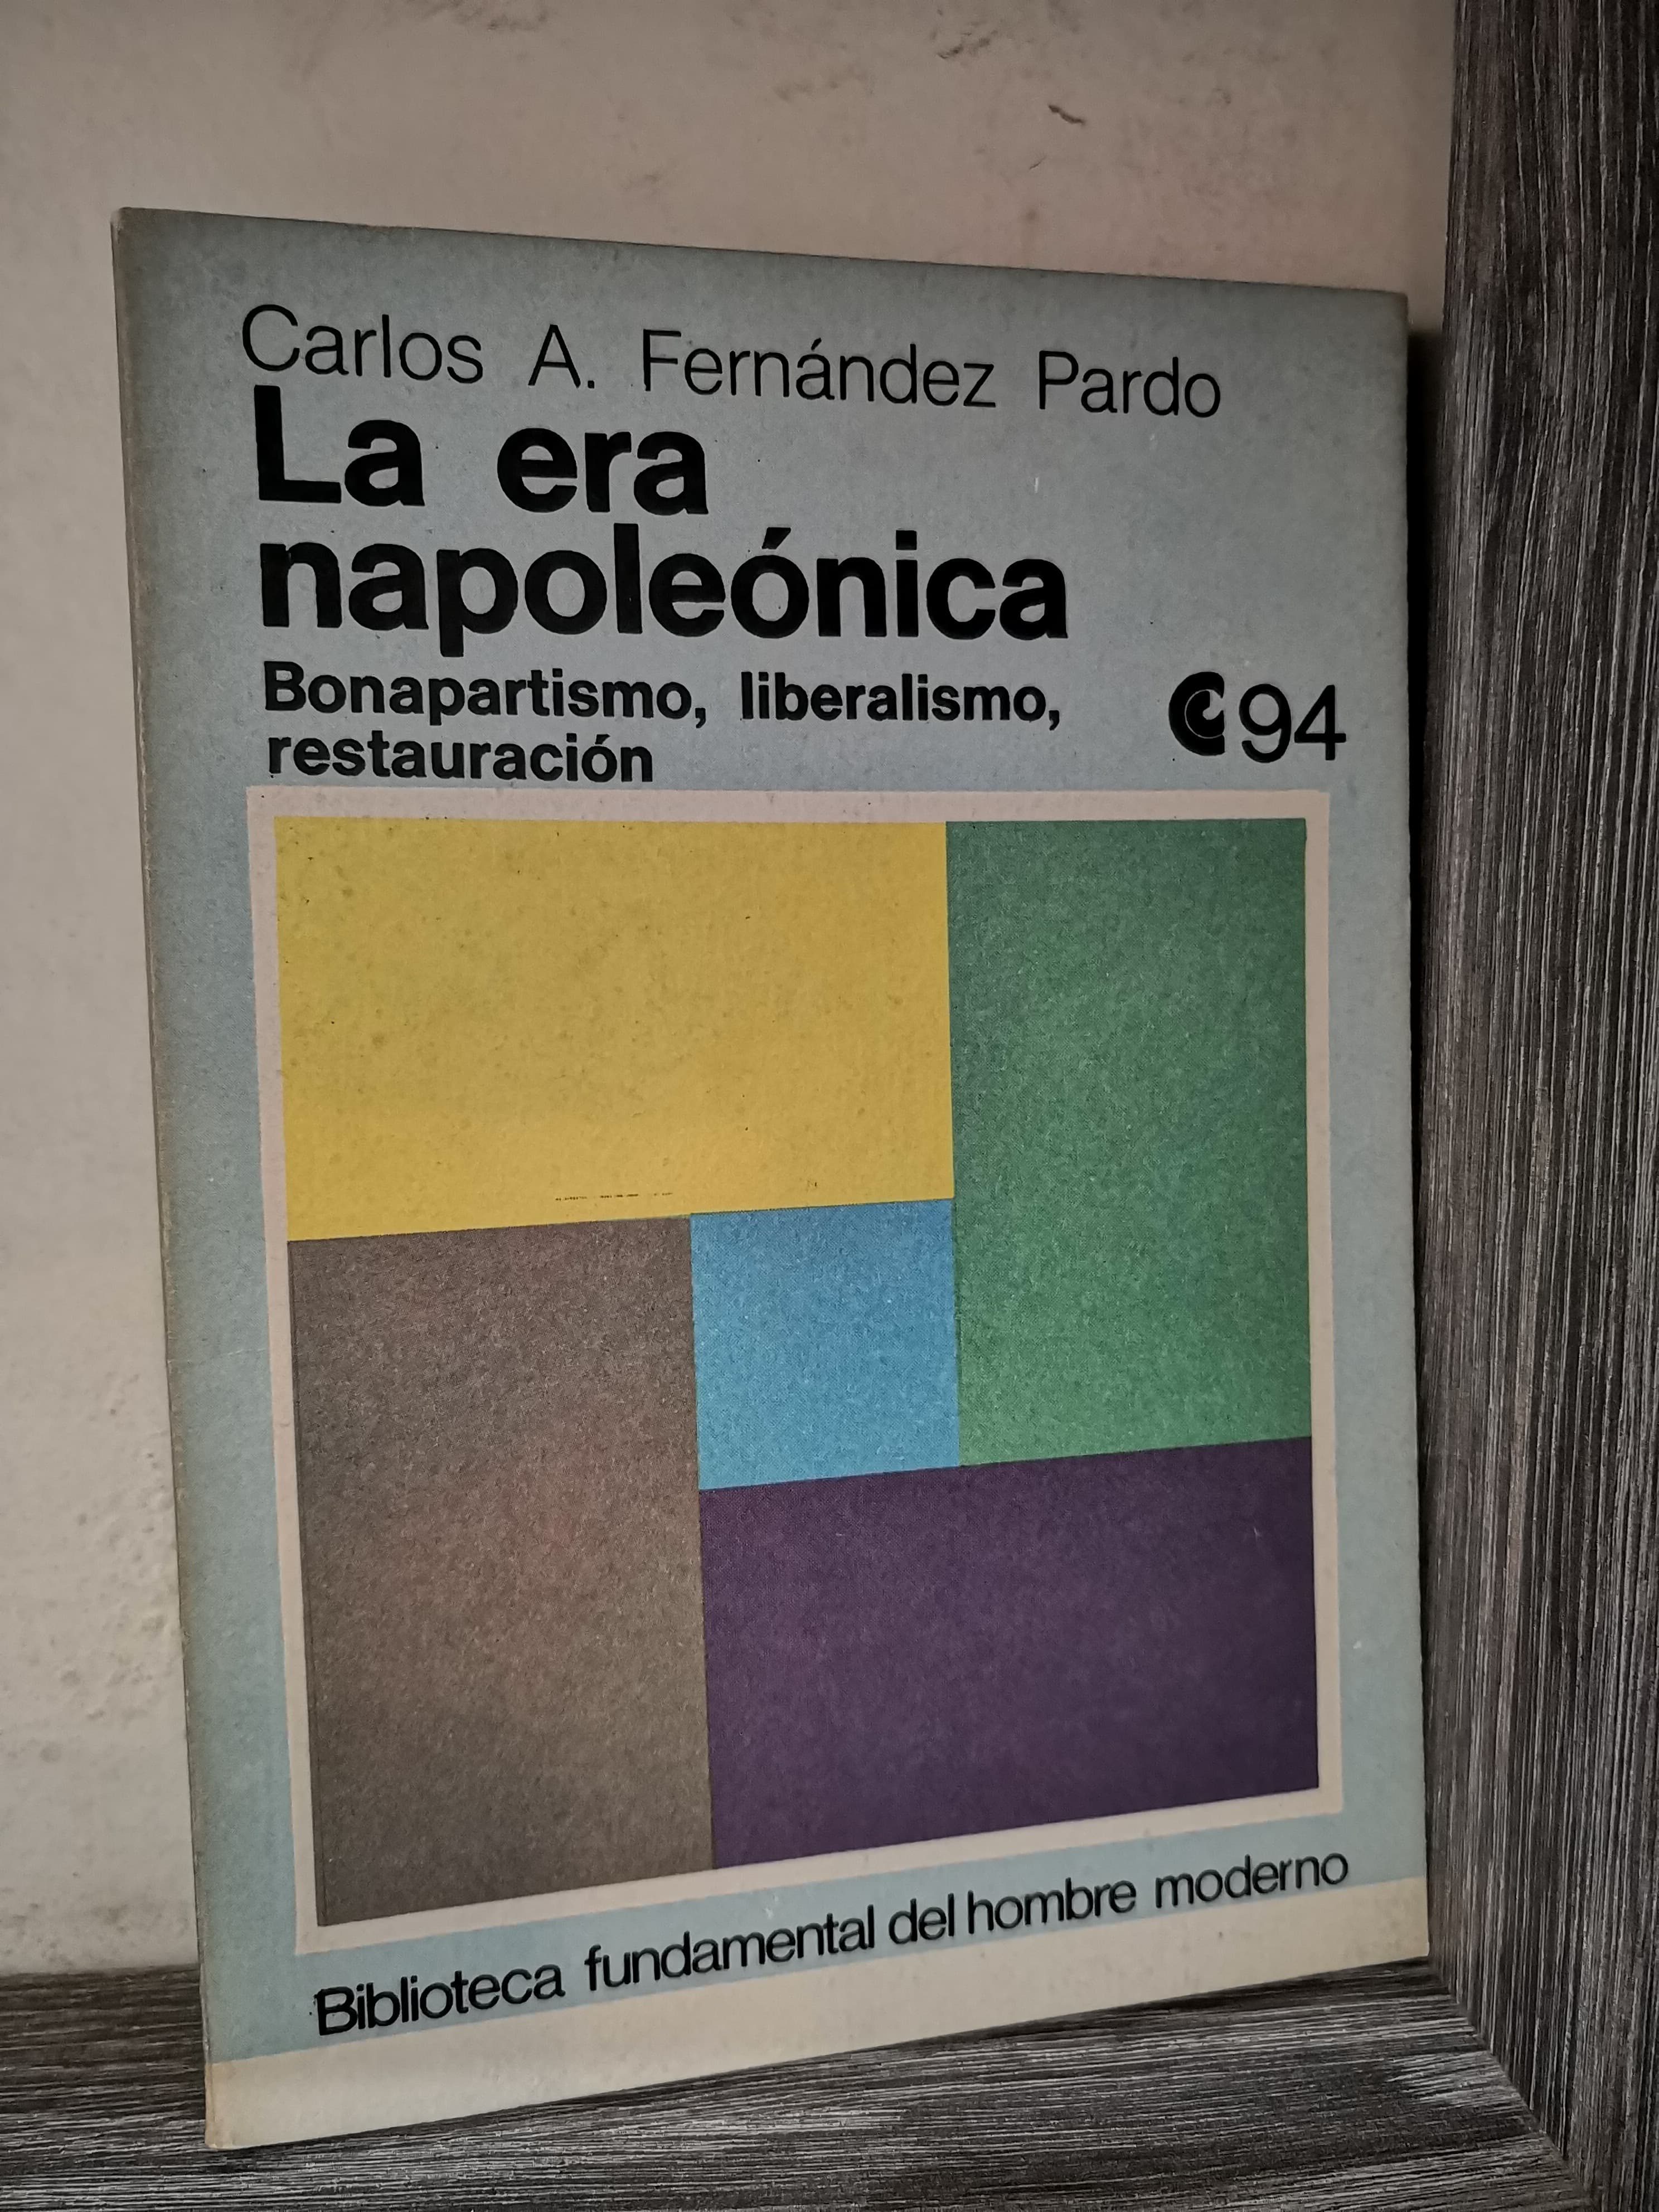 Carlos A. Fernández Pardo
La era
napoleónica
Bonapartismo, liberalismo,
restauración
94
Biblioteca fundamental del hombre moderno